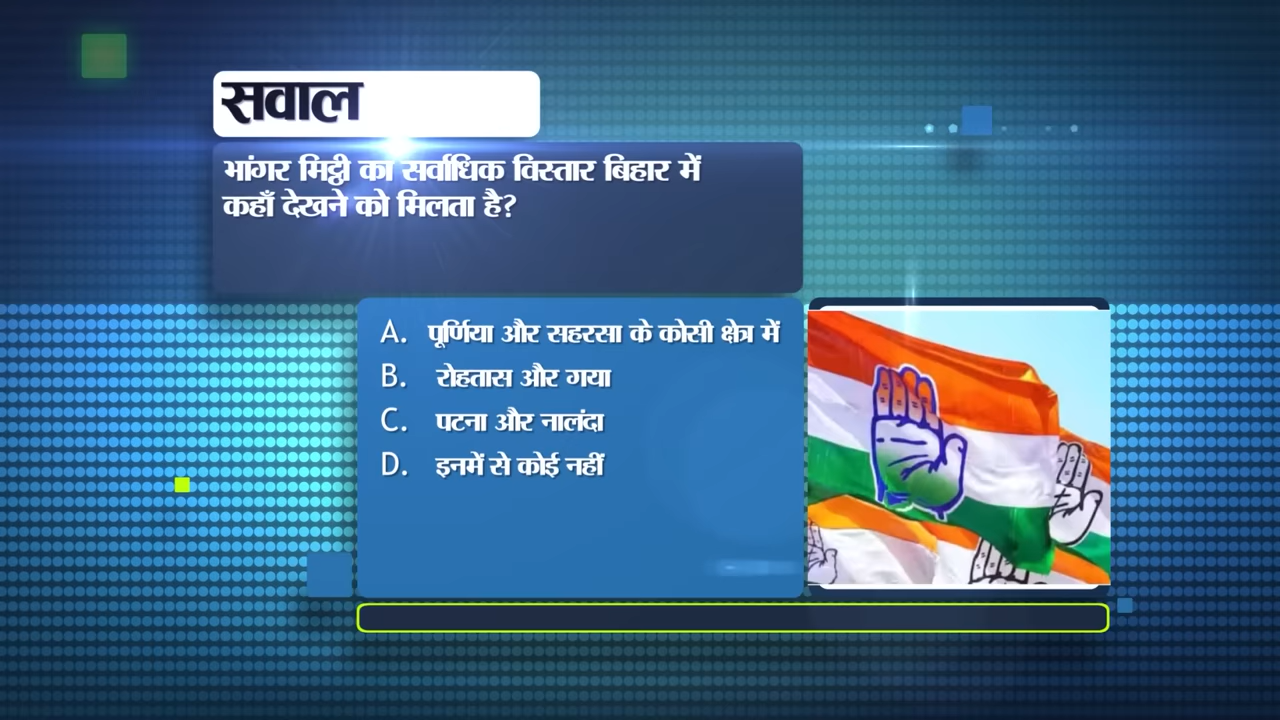 सवाल
भांगर मिट्टी का सर्वाधिक विस्तार बिहार में
कहाँ देखने को मिलता है?
A. पूर्णिया और सहरसा के कोसी क्षेत्र में
B. रोहतास और गया
C. पटना और नालंदा
D. इनमें से कोई नहीं